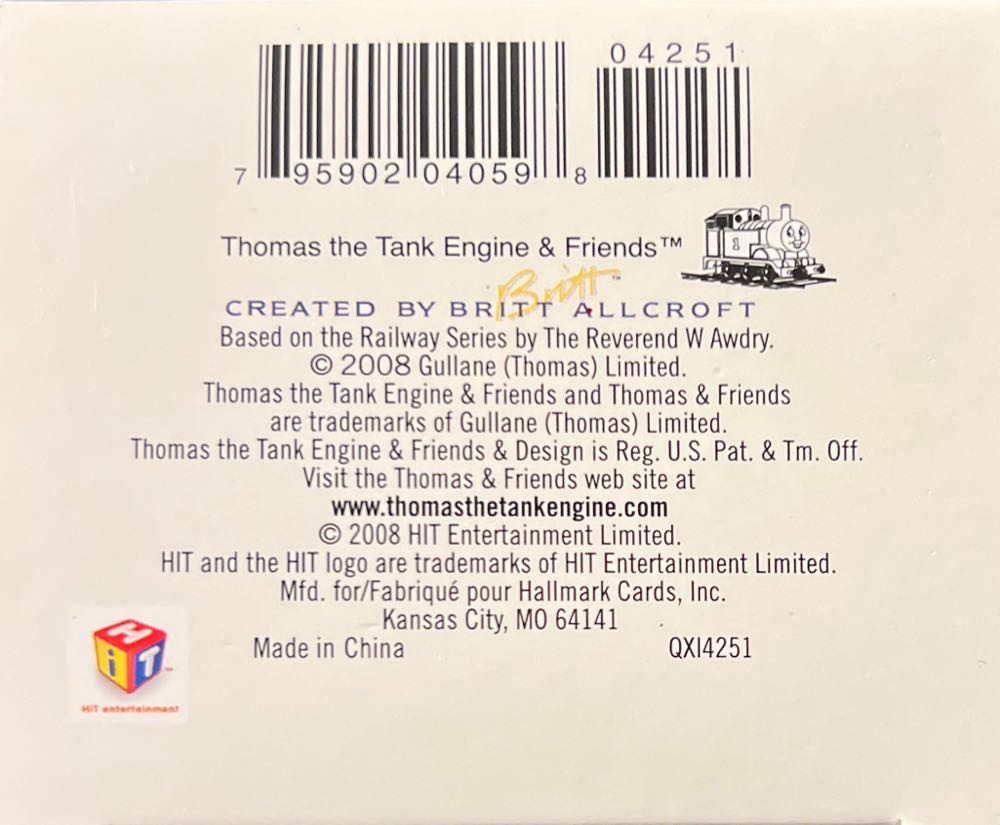 04251
7 95902 04059 8
Thomas the Tank Engine & Friends™
1
Britt™
CREATED BY BRITT ALLCROFT
Based on the Railway Series by The Reverend W Awdry.
© 2008 Gullane (Thomas) Limited.
Thomas the Tank Engine & Friends and Thomas & Friends
are trademarks of Gullane (Thomas) Limited.
Thomas the Tank Engine & Friends & Design is Reg. U.S. Pat. & Tm. Off.
Visit the Thomas & Friends web site at
www.thomasthetankengine.com
© 2008 HIT Entertainment Limited.
HIT and the HIT logo are trademarks of HIT Entertainment Limited.
Mfd. for/Fabriqué pour Hallmark Cards, Inc.
Kansas City, MO 64141
Made in China QXI4251
HiT™
HIT entertainment